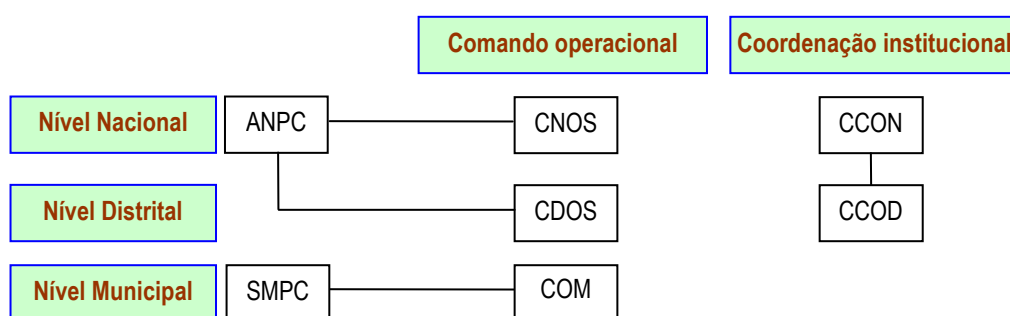 Comando operacional
Coordenação institucional
Nível Nacional
ANPC
CNOS
CCON
Nível Distrital
CDOS
CCOD
Nível Municipal
SMPC
COM